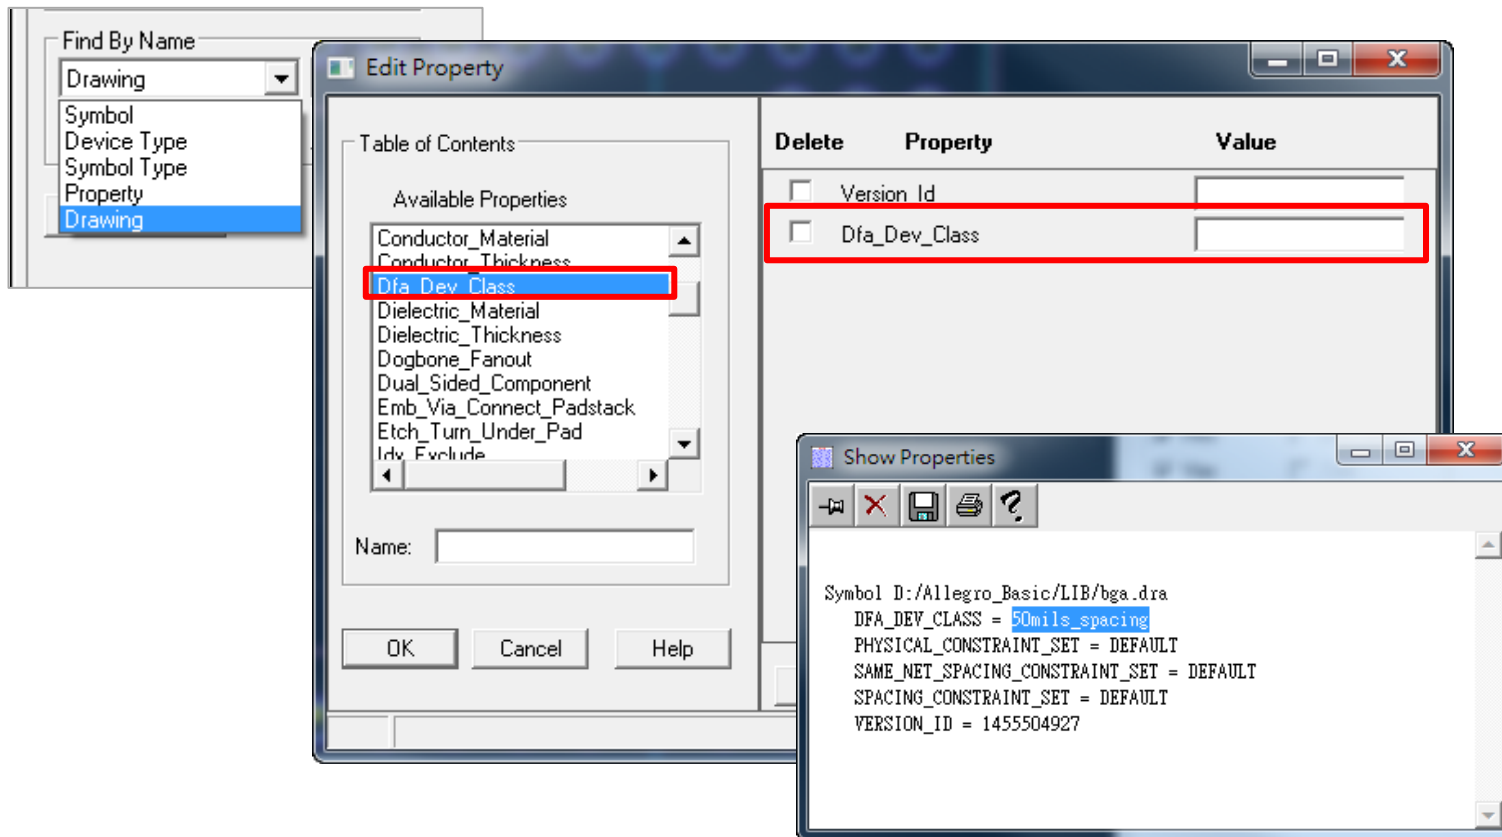 Find By Name
Drawing
Symbol
Device Type
Symbol Type
Property
Drawing
Edit Property
Table of Contents
Available Properties
Conductor_Material
Conductor_Thickness
Dfa_Dev_Class
Dielectric_Material
Dielectric_Thickness
Dogbone_Fanout
Dual_Sided_Component
Emb_Via_Connect_Padstack
Etch_Turn_Under_Pad
Idx_Exclude
Name:
OK Cancel Help
Delete Property Value
Version_Id
Dfa_Dev_Class
Show Properties
Symbol D:/Allegro_Basic/LIB/bga.dra
DFA_DEV_CLASS = 50mils_spacing
PHYSICAL_CONSTRAINT_SET = DEFAULT
SAME_NET_SPACING_CONSTRAINT_SET = DEFAULT
SPACING_CONSTRAINT_SET = DEFAULT
VERSION_ID = 1455504927